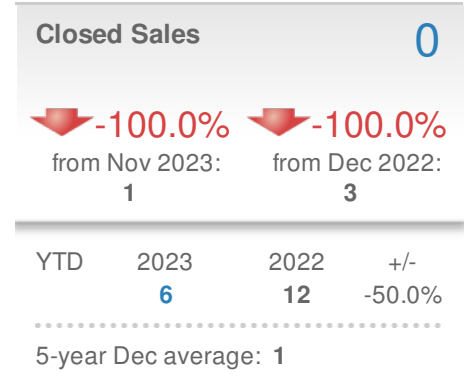 Closed Sales 0
-100.0% -100.0%
from Nov 2023: from Dec 2022:
1 3
YTD 2023 2022 +/-
6 12 -50.0%
5-year Dec average: 1